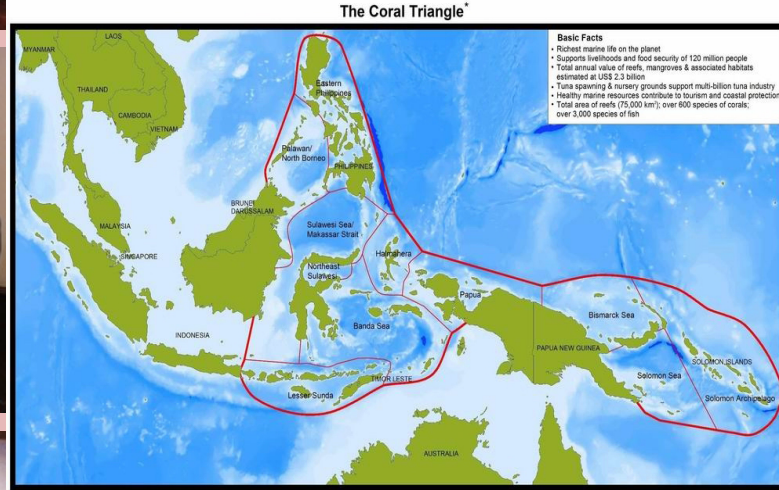 The Coral Triangle*
Basic Facts
• Richest marine life on the planet
• Supports livelihoods and food security of 120 million people
• Total annual value of reefs, mangroves & associated habitats
estimated at US$ 2.3 billion
• Tuna spawning & nursery grounds support multi-billion tuna industry
• Healthy marine resources contribute to tourism and coastal protection
• Total area of reefs (75,000 km²); over 600 species of corals;
over 3,000 species of fish
LAOS
MYANMAR
THAILAND
CAMBODIA
VIETNAM
Eastern
Philippines
Palawan/
North Borneo
PHILIPPINES
BRUNEI
DARUSSALAM
MALAYSIA
SINGAPORE
Sulawesi Sea/
Makassar Strait
Halmahera
Northeast
Sulawesi
Papua
Banda Sea
Bismarck Sea
INDONESIA
PAPUA NEW GUINEA
SOLOMON ISLANDS
Solomon Sea
TIMOR LESTE
Lesser Sunda
Solomon Archipelago
AUSTRALIA